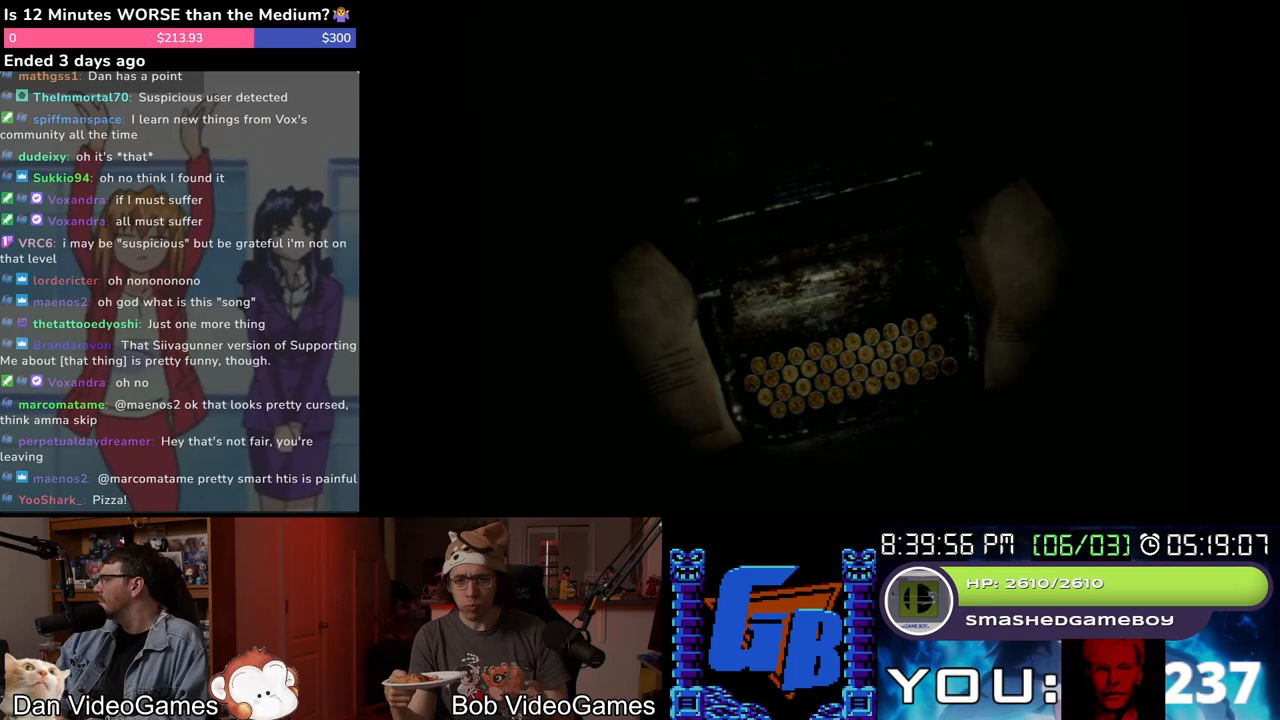 Is 12 Minutes WORSE than the Medium?🤷‍♀️
0 $213.93 $300
Ended 3 days ago
mathgss1: Dan has a point
TheImmortal70: Suspicious user detected
spiffmanspace: I learn new things from Vox's
community all the time
dudeixy: oh it's *that*
Sukkio94: oh no think I found it
Voxandra: if I must suffer
Voxandra: all must suffer
VRC6: i may be "suspicious" but be grateful i'm not on
that level
lordericter: oh nonononono
maenos2: oh god what is this "song"
thetattooedyoshi: Just one more thing
Brandaravon: That Siivagunner version of Supporting
Me about [that thing] is pretty funny, though.
Voxandra: oh no
marcomatame: @maenos2 ok that looks pretty cursed,
think amma skip
perpetualdaydreamer: Hey that's not fair, you're
leaving
maenos2: @marcomatame pretty smart htis is painful
YooShark_: Pizza!
Dan VideoGames
Bob VideoGames
GB
8:39:56 PM [06/03] 05:19:07
HP: 2610/2610
SmaSHeDGameBoy
YOU: 237